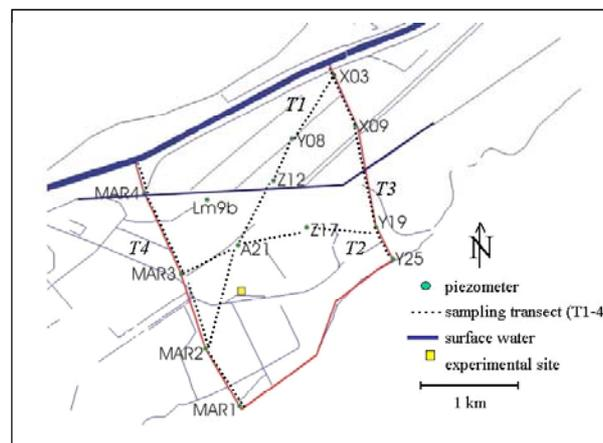 X03
T1
X09
Y08
Z12
MAR4
Lm9b
T3
Y19
Z17
T2
T4
A21
Y25
MAR3
N
piezometer
sampling transect (T1-4
surface water
experimental site
MAR2
1 km
MAR1